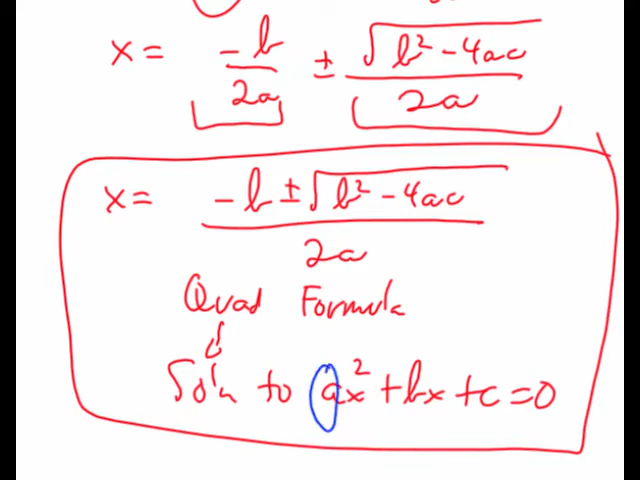 x = -b/2a ± √(b² - 4ac)/2a
x = (-b ± √(b² - 4ac))/2a
Quad Formula
Sol'n to ax² + bx + c = 0